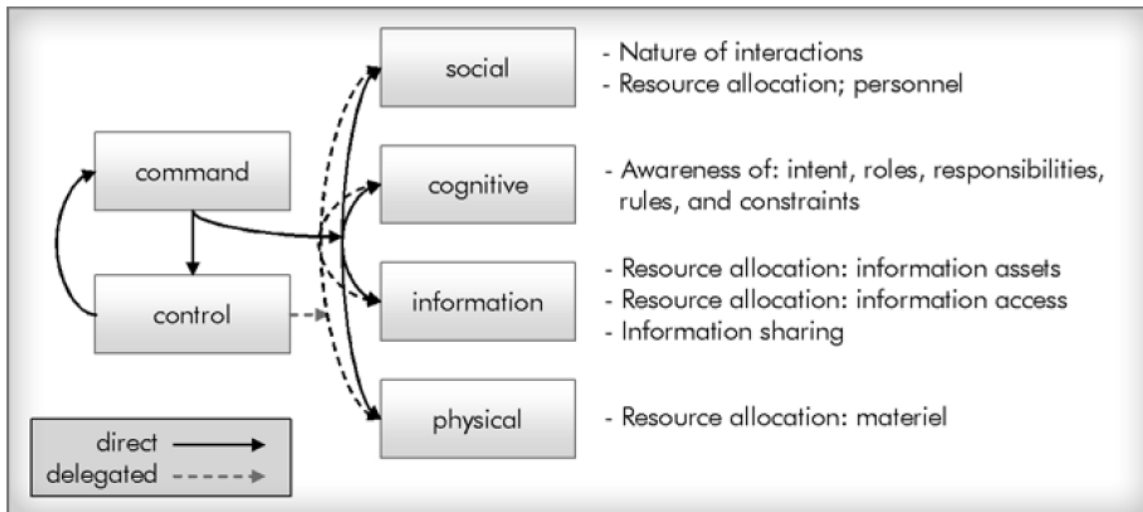 social
- Nature of interactions
- Resource allocation; personnel
command
cognitive
- Awareness of: intent, roles, responsibilities,
rules, and constraints
control
information
- Resource allocation: information assets
- Resource allocation: information access
- Information sharing
physical
- Resource allocation: materiel
direct
delegated